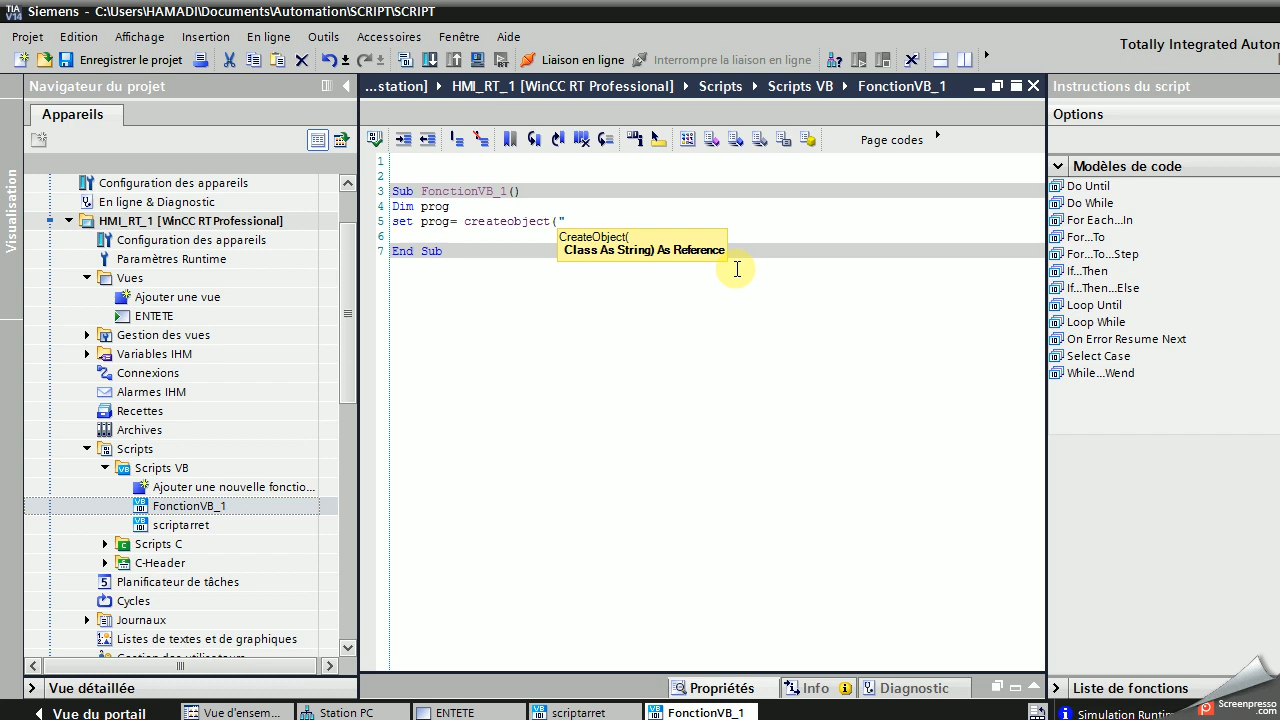 TIA
V14
Siemens - C:\Users\HAMADI\Documents\Automation\SCRIPT\SCRIPT
Projet Edition Affichage Insertion En ligne Outils Accessoires Fenêtre Aide
Totally Integrated Autom
Enregistrer le projet Liaison en ligne Interrompre la liaison en ligne
Navigateur du projet
...station] HMI_RT_1 [WinCC RT Professional] Scripts Scripts VB FonctionVB_1
Instructions du script
Appareils
Options
Page codes
Visualisation
Configuration des appareils
En ligne & Diagnostic
HMI_RT_1 [WinCC RT Professional]
Configuration des appareils
Paramètres Runtime
Vues
Ajouter une vue
ENTETE
Gestion des vues
Variables IHM
Connexions
Alarmes IHM
Recettes
Archives
Scripts
Scripts VB
Ajouter une nouvelle fonctio...
FonctionVB_1
scriptarret
Scripts C
C-Header
Planificateur de tâches
Cycles
Journaux
Listes de textes et de graphiques
1
2
3 Sub FonctionVB_1()
4 Dim prog
5 set prog= createobject("
6
7 End Sub
CreateObject(
Class As String) As Reference
Modèles de code
Do Until
Do While
For Each...In
For...To
For...To...Step
If...Then
If...Then...Else
Loop Until
Loop While
On Error Resume Next
Select Case
While...Wend
Vue détaillée
Propriétés Info Diagnostic
Liste de fonctions
Vue du portail Vue d'ensem... Station PC ENTETE scriptarret FonctionVB_1
Simulation Runtim
Screenpresso
.com